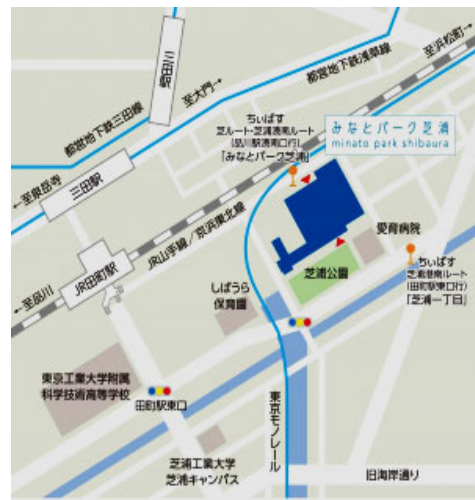 三田駅
都営地下鉄三田線
至大門→
都営地下鉄浅草線
至浜松町→
ちぃばす
芝ルート・芝浦港南ルート
(品川駅港南口行)
「みなとパーク芝浦」
みなとパーク芝浦
minato park shibaura
←至泉岳寺
三田駅
JR山手線/京浜東北線
愛育病院
JR田町駅
←至品川
しばうら
保育園
芝浦公園
ちぃばす
芝浦港南ルート
(田町駅東口行)
「芝浦一丁目」
東京工業大学附属
科学技術高等学校
田町駅東口
東京モノレール
芝浦工業大学
芝浦キャンパス
旧海岸通り